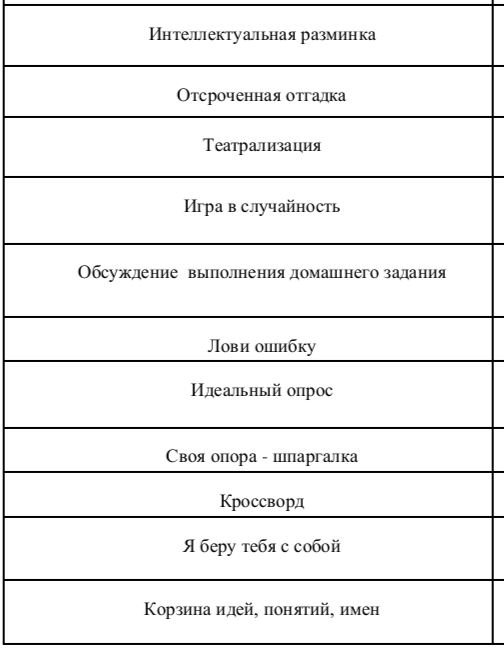 Интеллектуальная разминка
Отсроченная отгадка
Театрализация
Игра в случайность
Обсуждение выполнения домашнего задания
Лови ошибку
Идеальный опрос
Своя опора - шпаргалка
Кроссворд
Я беру тебя с собой
Корзина идей, понятий, имен